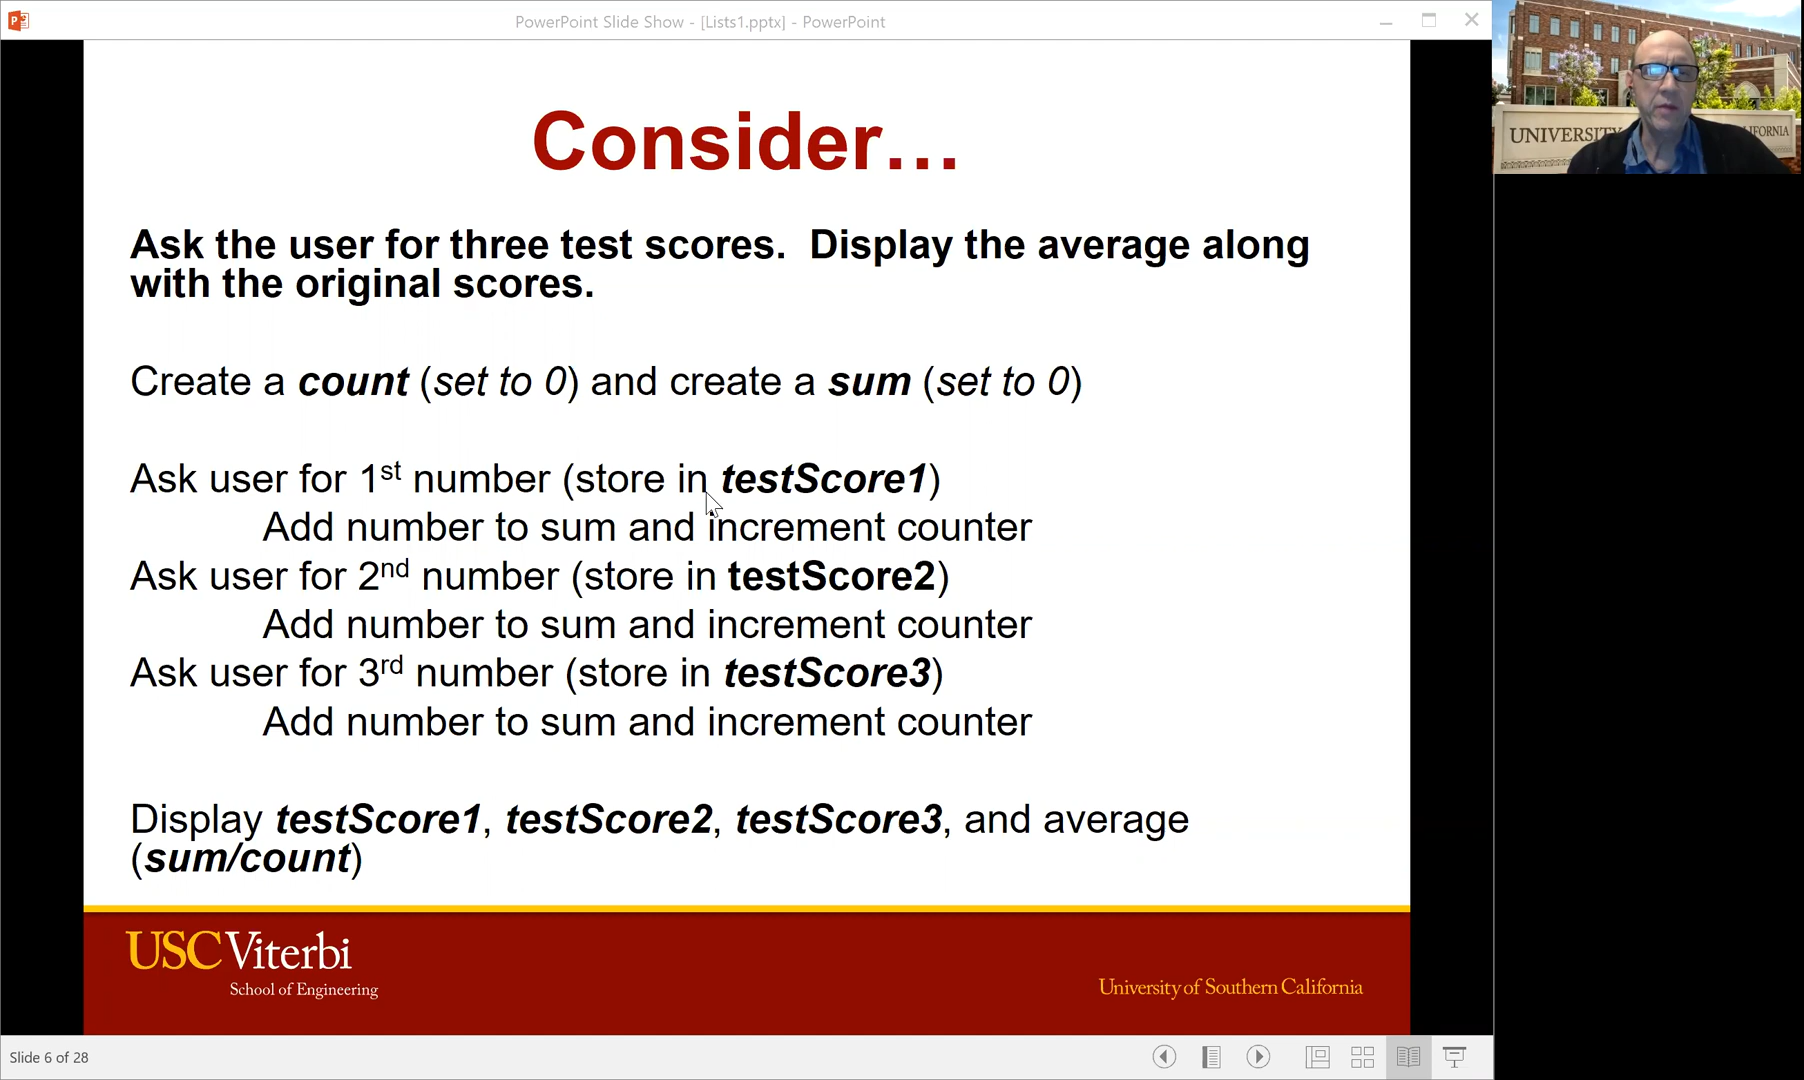 PowerPoint Slide Show - [Lists1.pptx] - PowerPoint
Consider...
Ask the user for three test scores. Display the average along
with the original scores.
Create a count (set to 0) and create a sum (set to 0)
Ask user for 1st number (store in testScore1)
Add number to sum and increment counter
Ask user for 2nd number (store in testScore2)
Add number to sum and increment counter
Ask user for 3rd number (store in testScore3)
Add number to sum and increment counter
Display testScore1, testScore2, testScore3, and average
(sum/count)
USC Viterbi
School of Engineering
University of Southern California
Slide 6 of 28
UNIVERSITY IFORNIA